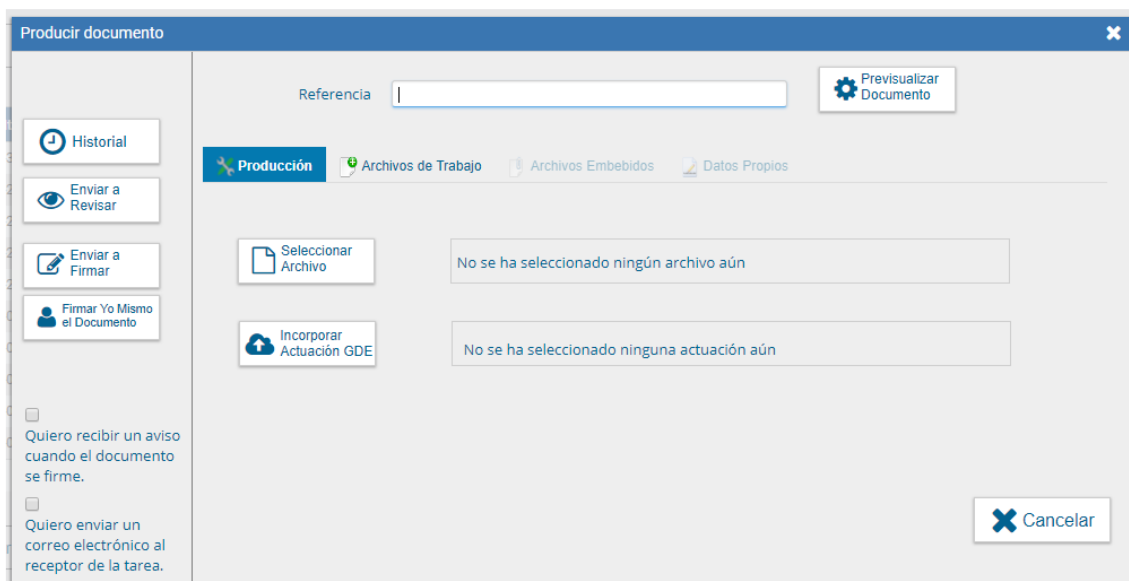 Producir documento
Referencia
Previsualizar
Documento
Historial
Enviar a
Revisar
Enviar a
Firmar
Firmar Yo Mismo
el Documento
Producción
Archivos de Trabajo
Archivos Embebidos
Datos Propios
Seleccionar
Archivo
No se ha seleccionado ningún archivo aún
Incorporar
Actuación GDE
No se ha seleccionado ninguna actuación aún
Quiero recibir un aviso
cuando el documento
se firme.
Quiero enviar un
correo electrónico al
receptor de la tarea.
Cancelar